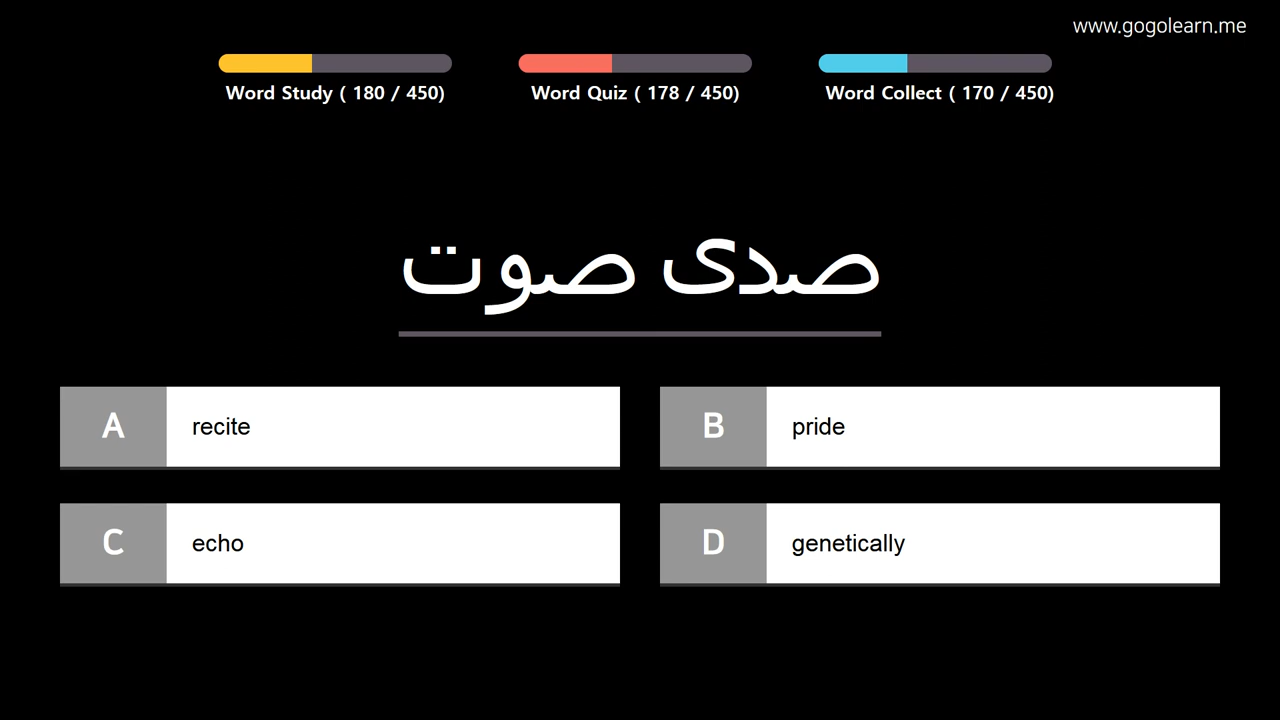 www.gogolearn.me
Word Study ( 180 / 450)
Word Quiz ( 178 / 450)
Word Collect ( 170 / 450)
صدى صوت
A recite
B pride
C echo
D genetically